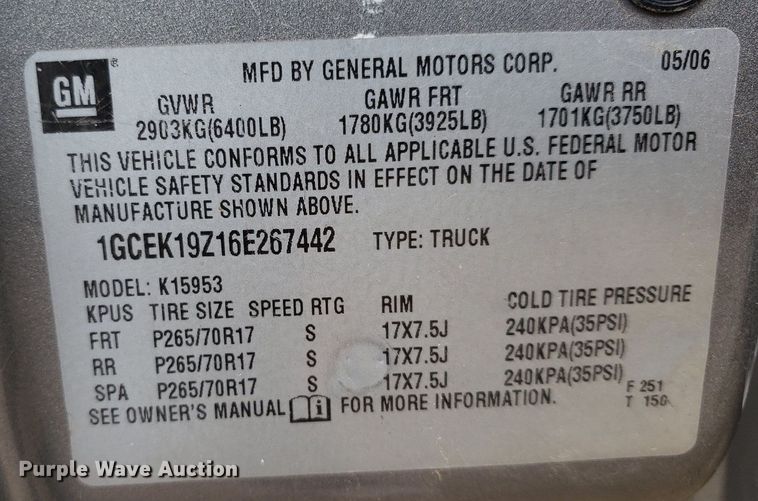 GM®
MFD BY GENERAL MOTORS CORP. 05/06
GVWR GAWR FRT GAWR RR
2903KG(6400LB) 1780KG(3925LB) 1701KG(3750LB)
THIS VEHICLE CONFORMS TO ALL APPLICABLE U.S. FEDERAL MOTOR
VEHICLE SAFETY STANDARDS IN EFFECT ON THE DATE OF
MANUFACTURE SHOWN ABOVE.
1GCEK19Z16E267442 TYPE: TRUCK
MODEL: K15953
KPUS TIRE SIZE SPEED RTG RIM COLD TIRE PRESSURE
FRT P265/70R17 S 17X7.5J 240KPA(35PSI)
RR P265/70R17 S 17X7.5J 240KPA(35PSI)
SPA P265/70R17 S 17X7.5J 240KPA(35PSI)
SEE OWNER'S MANUAL i FOR MORE INFORMATION.
F 251
T
Purple Wave Auction